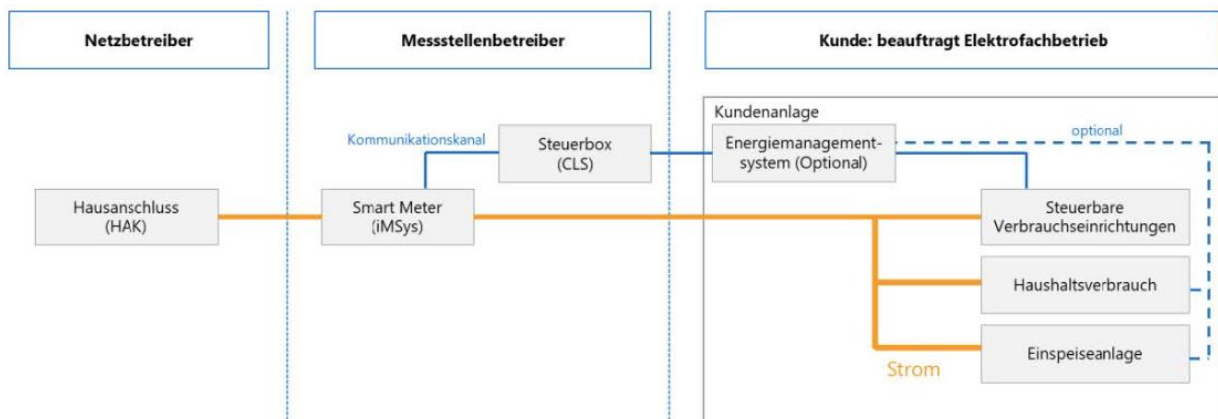 Netzbetreiber
Messstellenbetreiber
Kunde: beauftragt Elektrofachbetrieb
Kundenanlage
Kommunikationskanal
Steuerbox
(CLS)
Energiemanagement-
system (Optional)
optional
Hausanschluss
(HAK)
Smart Meter
(iMSys)
Steuerbare
Verbrauchseinrichtungen
Haushaltsverbrauch
Einspeiseanlage
Strom